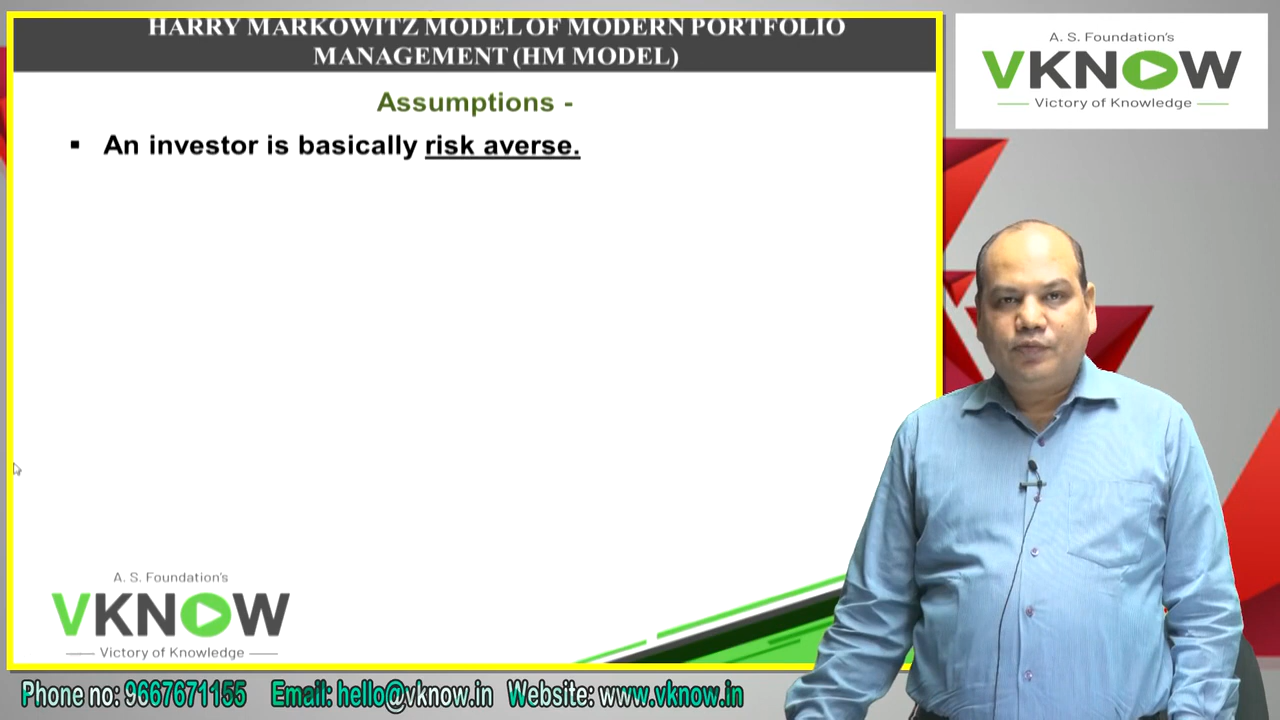 HARRY MARKOWITZ MODEL OF MODERN PORTFOLIO
MANAGEMENT (HM MODEL)
A. S. Foundation's
VKNOW
Victory of Knowledge
Assumptions -
▪ An investor is basically risk averse.
A. S. Foundation's
VKNOW
Victory of Knowledge
Phone no: 9667671155 Email: hello@vknow.in Website: www.vknow.in